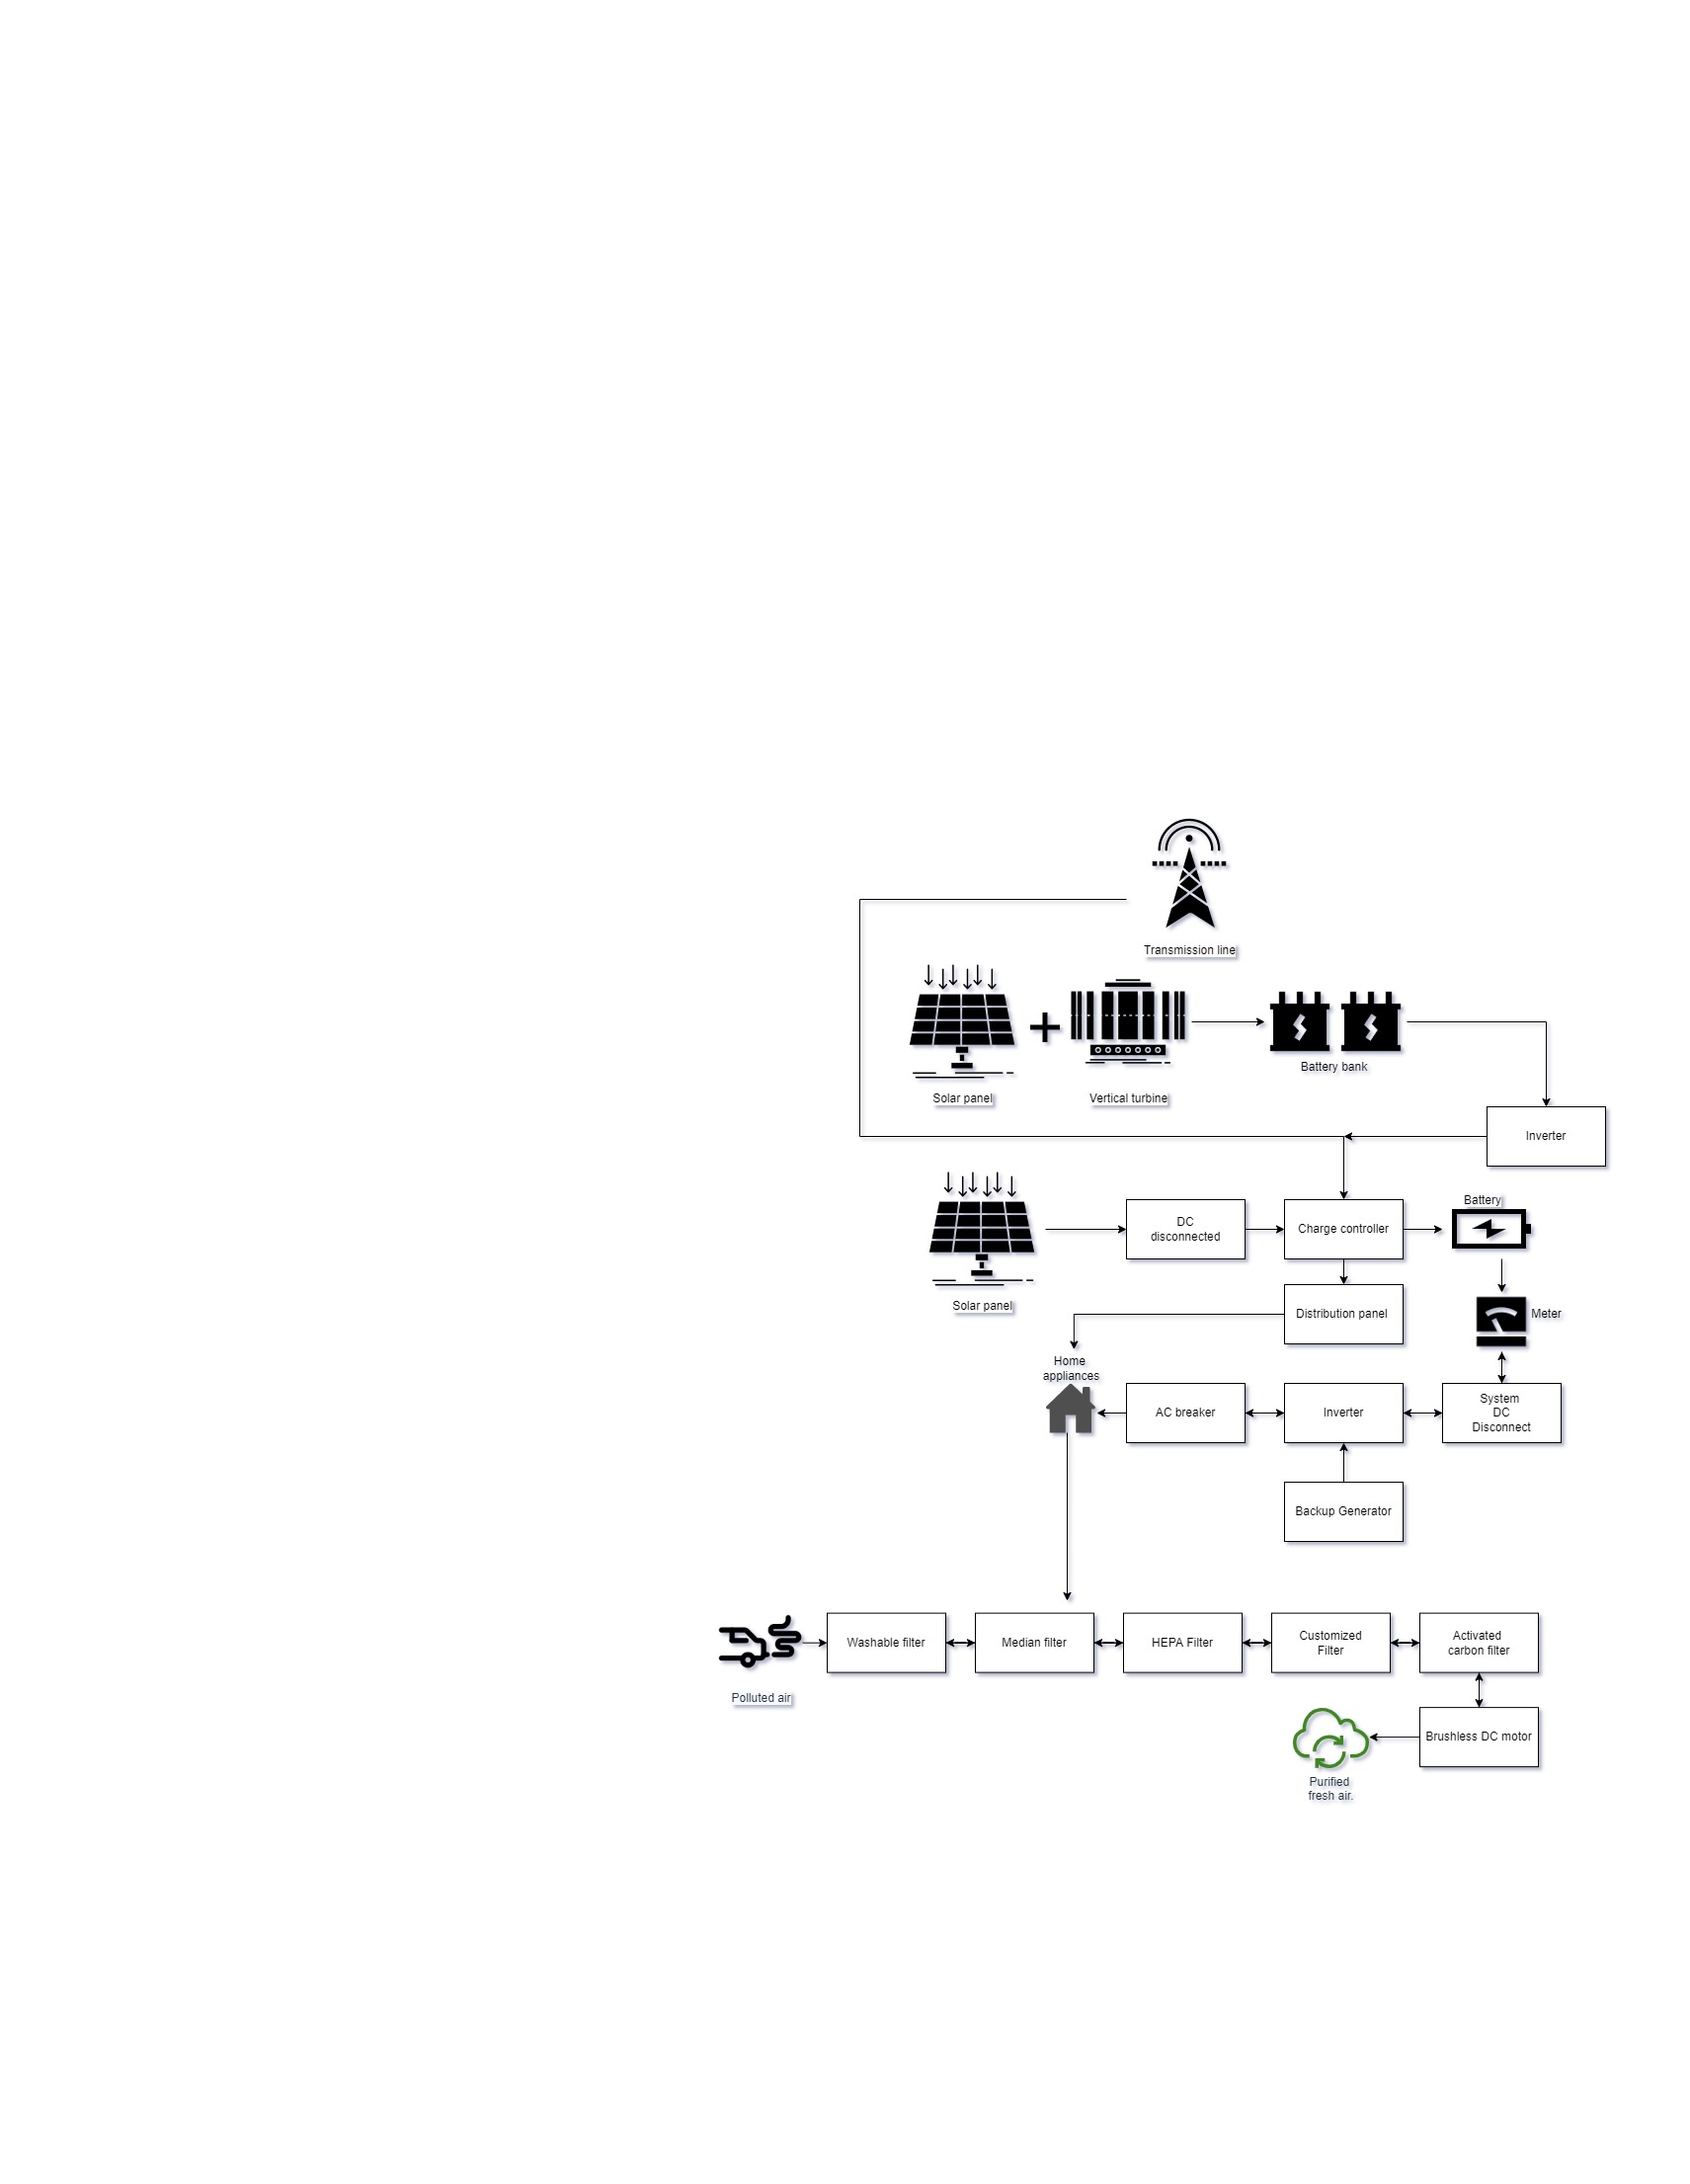 Transmission line
Solar panel
Vertical turbine
Battery bank
Inverter
Battery
DC
disconnected
Charge controller
Solar panel
Distribution panel
Meter
Home
appliances
AC breaker
Inverter
System
DC
Disconnect
Backup Generator
Washable filter
Median filter
HEPA Filter
Customized
Filter
Activated
carbon filter
Polluted air
Brushless DC motor
Purified
fresh air.